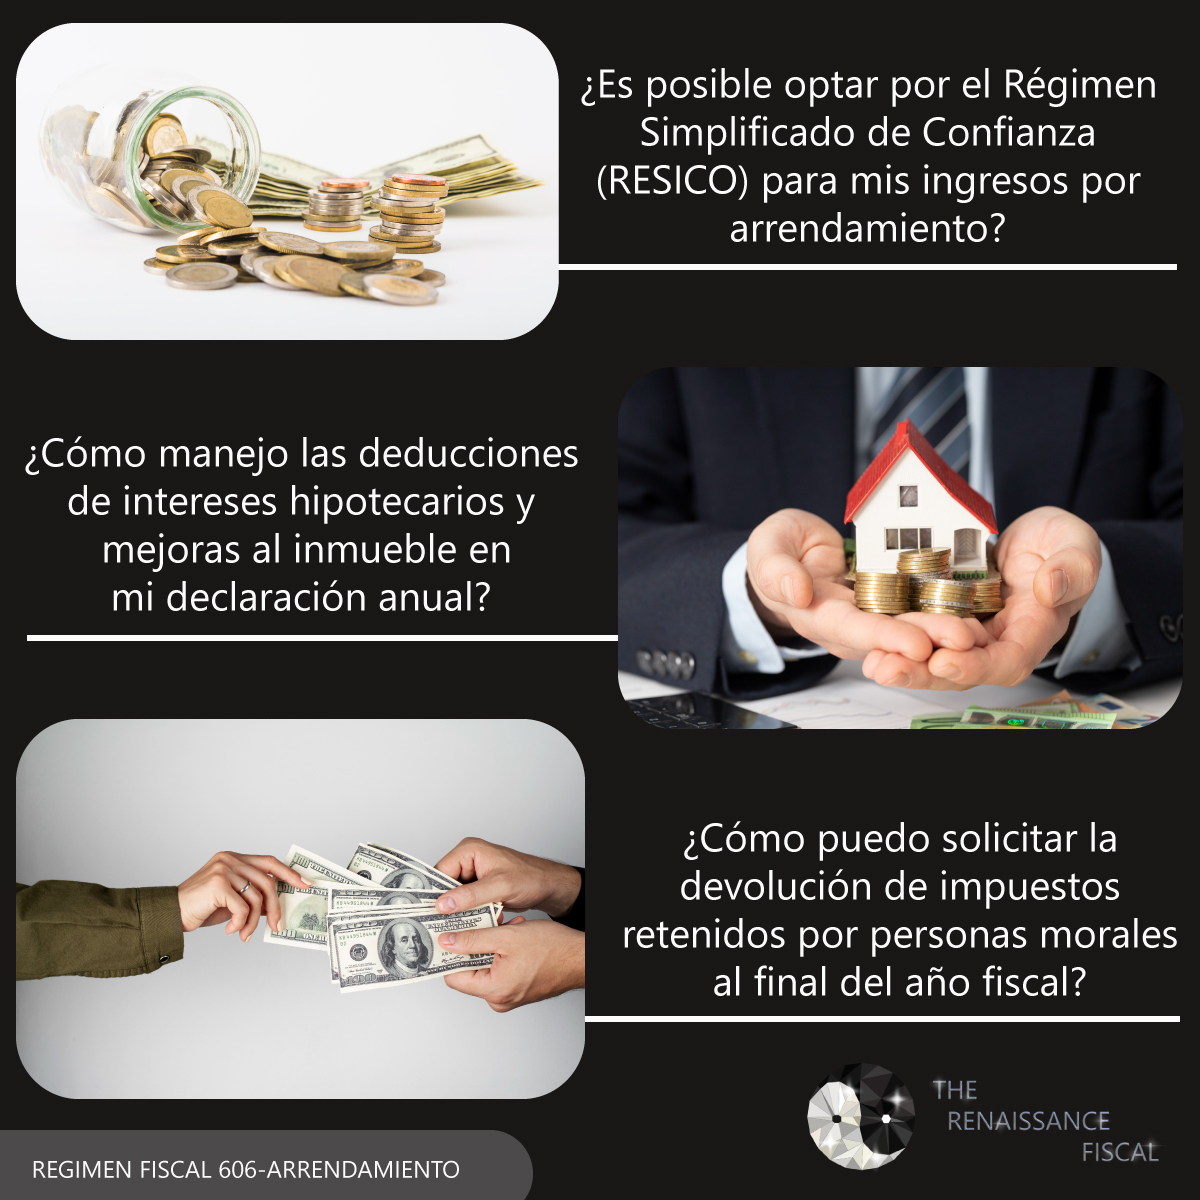 ¿Es posible optar por el Régimen
Simplificado de Confianza
(RESICO) para mis ingresos por
arrendamiento?
¿Cómo manejo las deducciones
de intereses hipotecarios y
mejoras al inmueble en
mi declaración anual?
¿Cómo puedo solicitar la
devolución de impuestos
retenidos por personas morales
al final del año fiscal?
THE
RENAISSANCE
FISCAL
REGIMEN FISCAL 606-ARRENDAMIENTO